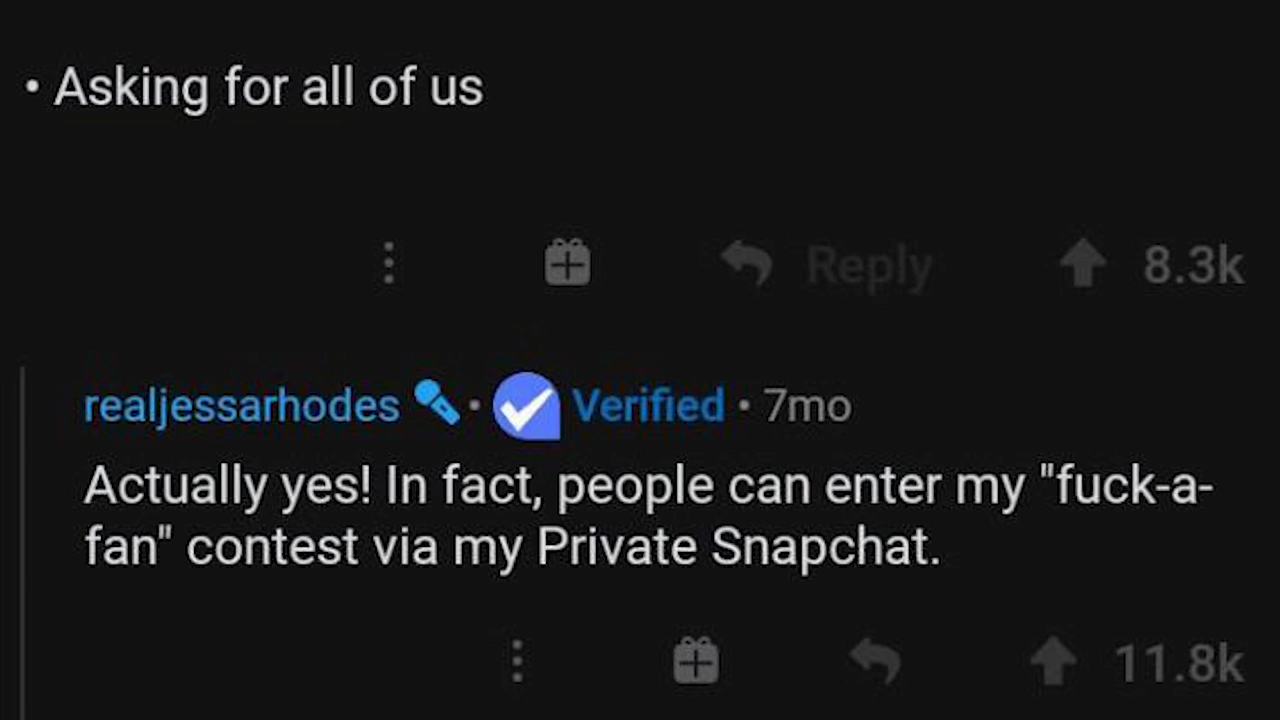 • Asking for all of us
Reply 8.3k
realjessarhodes • Verified • 7mo
Actually yes! In fact, people can enter my "fuck-a-
fan" contest via my Private Snapchat.
11.8k